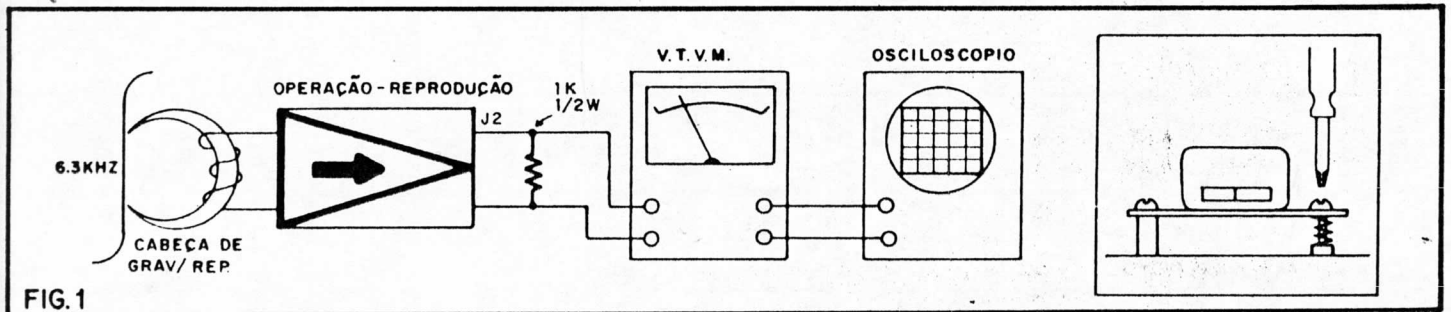 V.T.V.M.
OSCILOSCOPIO
OPERAÇÃO-REPRODUÇÃO
1K
1/2W
J2
6.3KHZ
CABEÇA DE
GRAV/REP.
FIG.1